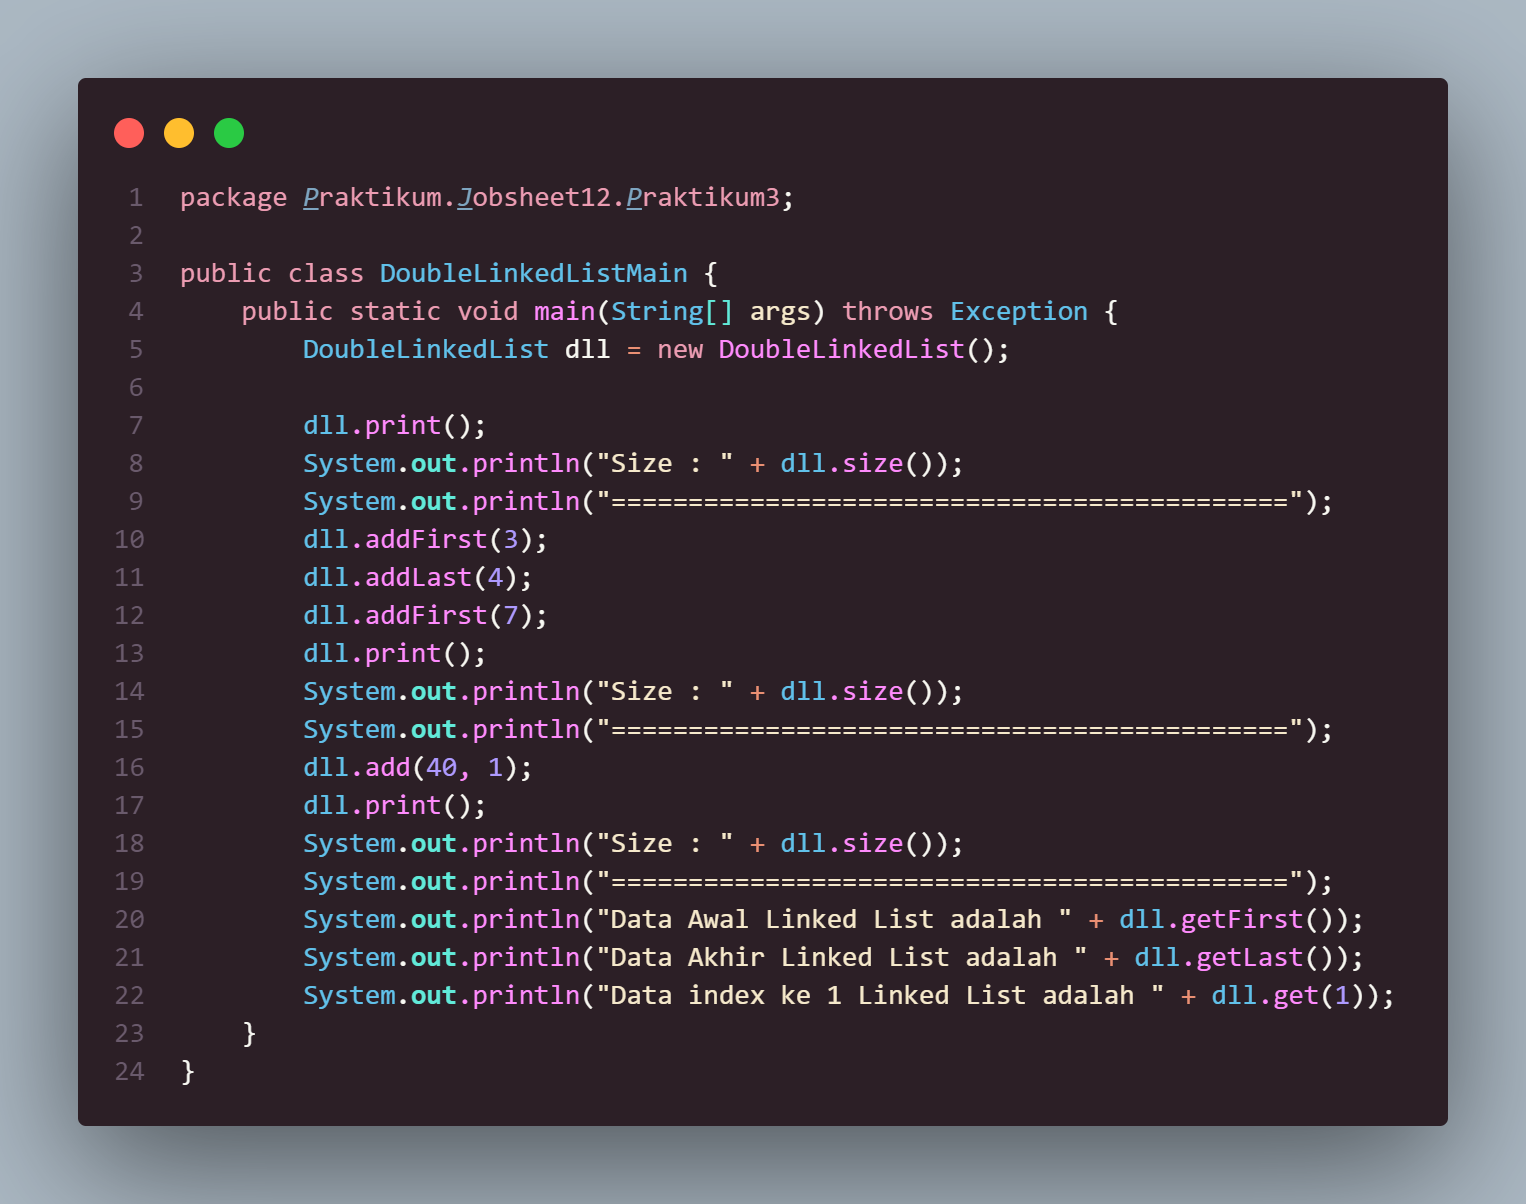 1 package Praktikum.Jobsheet12.Praktikum3;
2
3 public class DoubleLinkedListMain {
4     public static void main(String[] args) throws Exception {
5         DoubleLinkedList dll = new DoubleLinkedList();
6
7         dll.print();
8         System.out.println("Size : " + dll.size());
9         System.out.println("============================================");
10         dll.addFirst(3);
11         dll.addLast(4);
12         dll.addFirst(7);
13         dll.print();
14         System.out.println("Size : " + dll.size());
15         System.out.println("============================================");
16         dll.add(40, 1);
17         dll.print();
18         System.out.println("Size : " + dll.size());
19         System.out.println("============================================");
20         System.out.println("Data Awal Linked List adalah " + dll.getFirst());
21         System.out.println("Data Akhir Linked List adalah " + dll.getLast());
22         System.out.println("Data index ke 1 Linked List adalah " + dll.get(1));
23     }
24 }